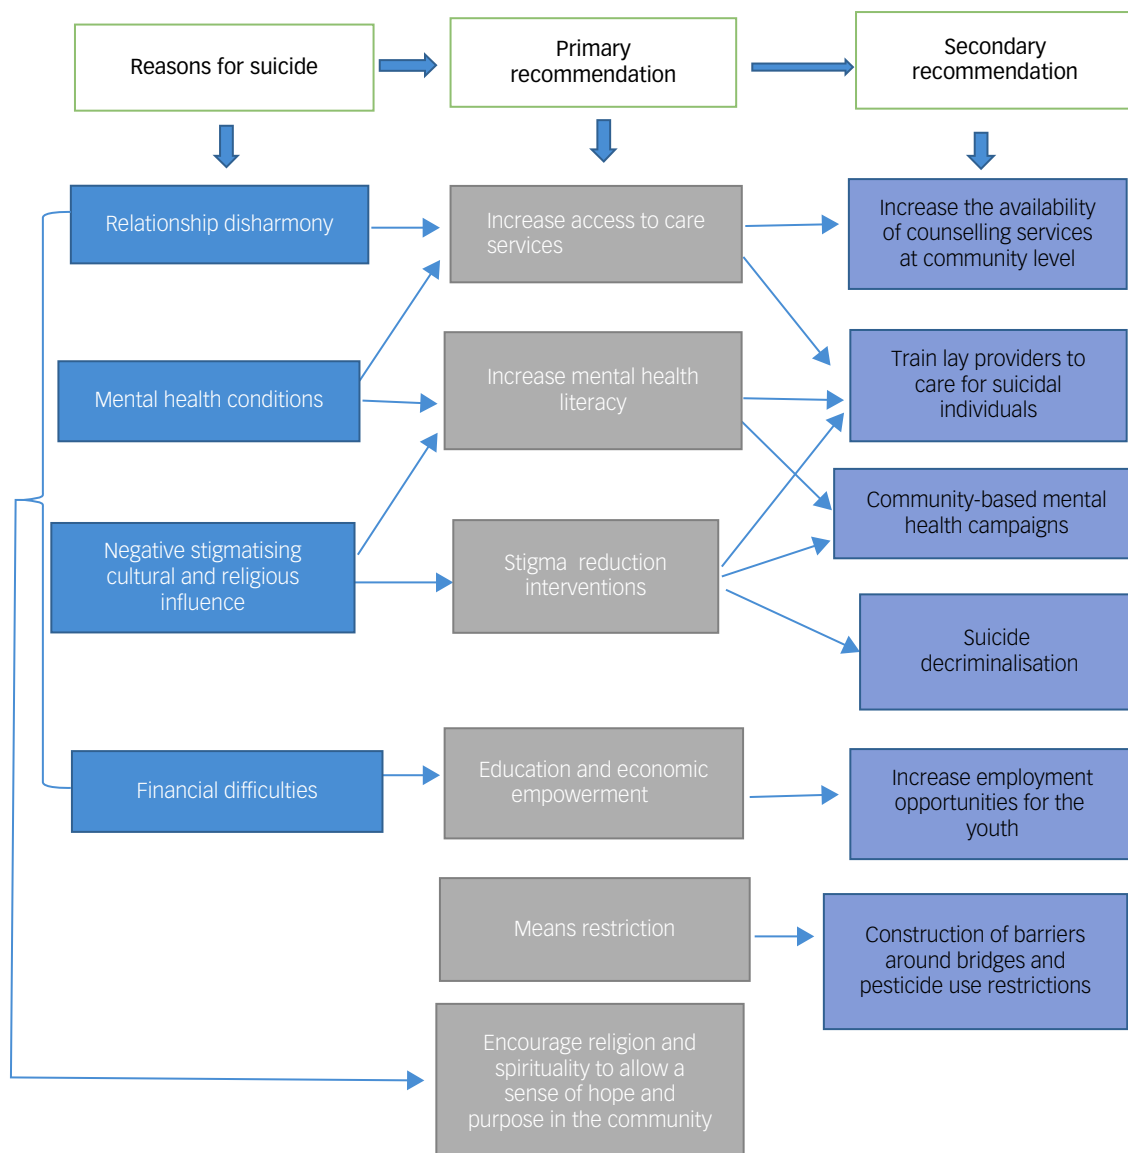 Reasons for suicide
Primary
recommendation
Secondary
recommendation
Relationship disharmony
Increase access to care
services
Increase the availability
of counselling services
at community level
Mental health conditions
Increase mental health
literacy
Train lay providers to
care for suicidal
individuals
Negative stigmatising
cultural and religious
influence
Stigma reduction
interventions
Community-based mental
health campaigns
Suicide
decriminalisation
Financial difficulties
Education and economic
empowerment
Increase employment
opportunities for the
youth
Means restriction
Construction of barriers
around bridges and
pesticide use restrictions
Encourage religion and
spirituality to allow a
sense of hope and
purpose in the community